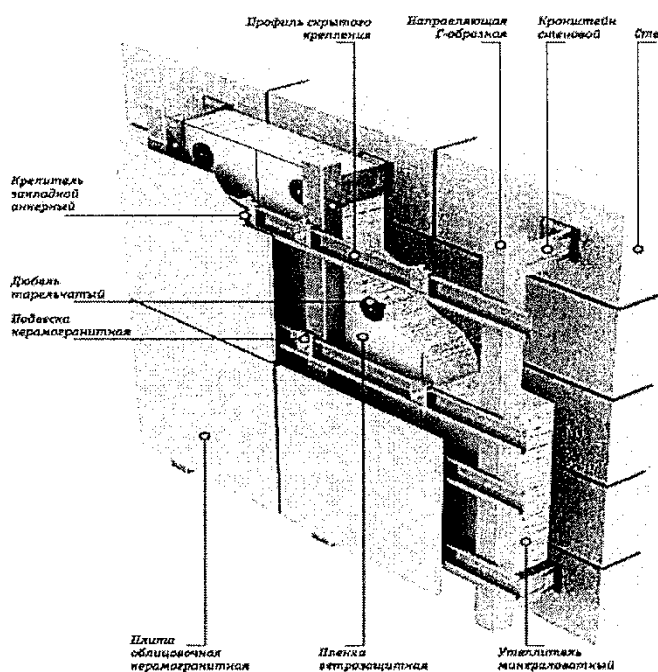 Профиль скрытого
крепления
Направляющая
С-образная
Кронштейн
стеновой
Сте
Крепитель
закладной
анкерный
Дюбель
тарельчатый
Подвеска
керамогранитная
Плита
облицовочная
керамогранитная
Пленка
ветрозащитная
Утеплитель
минераловатный